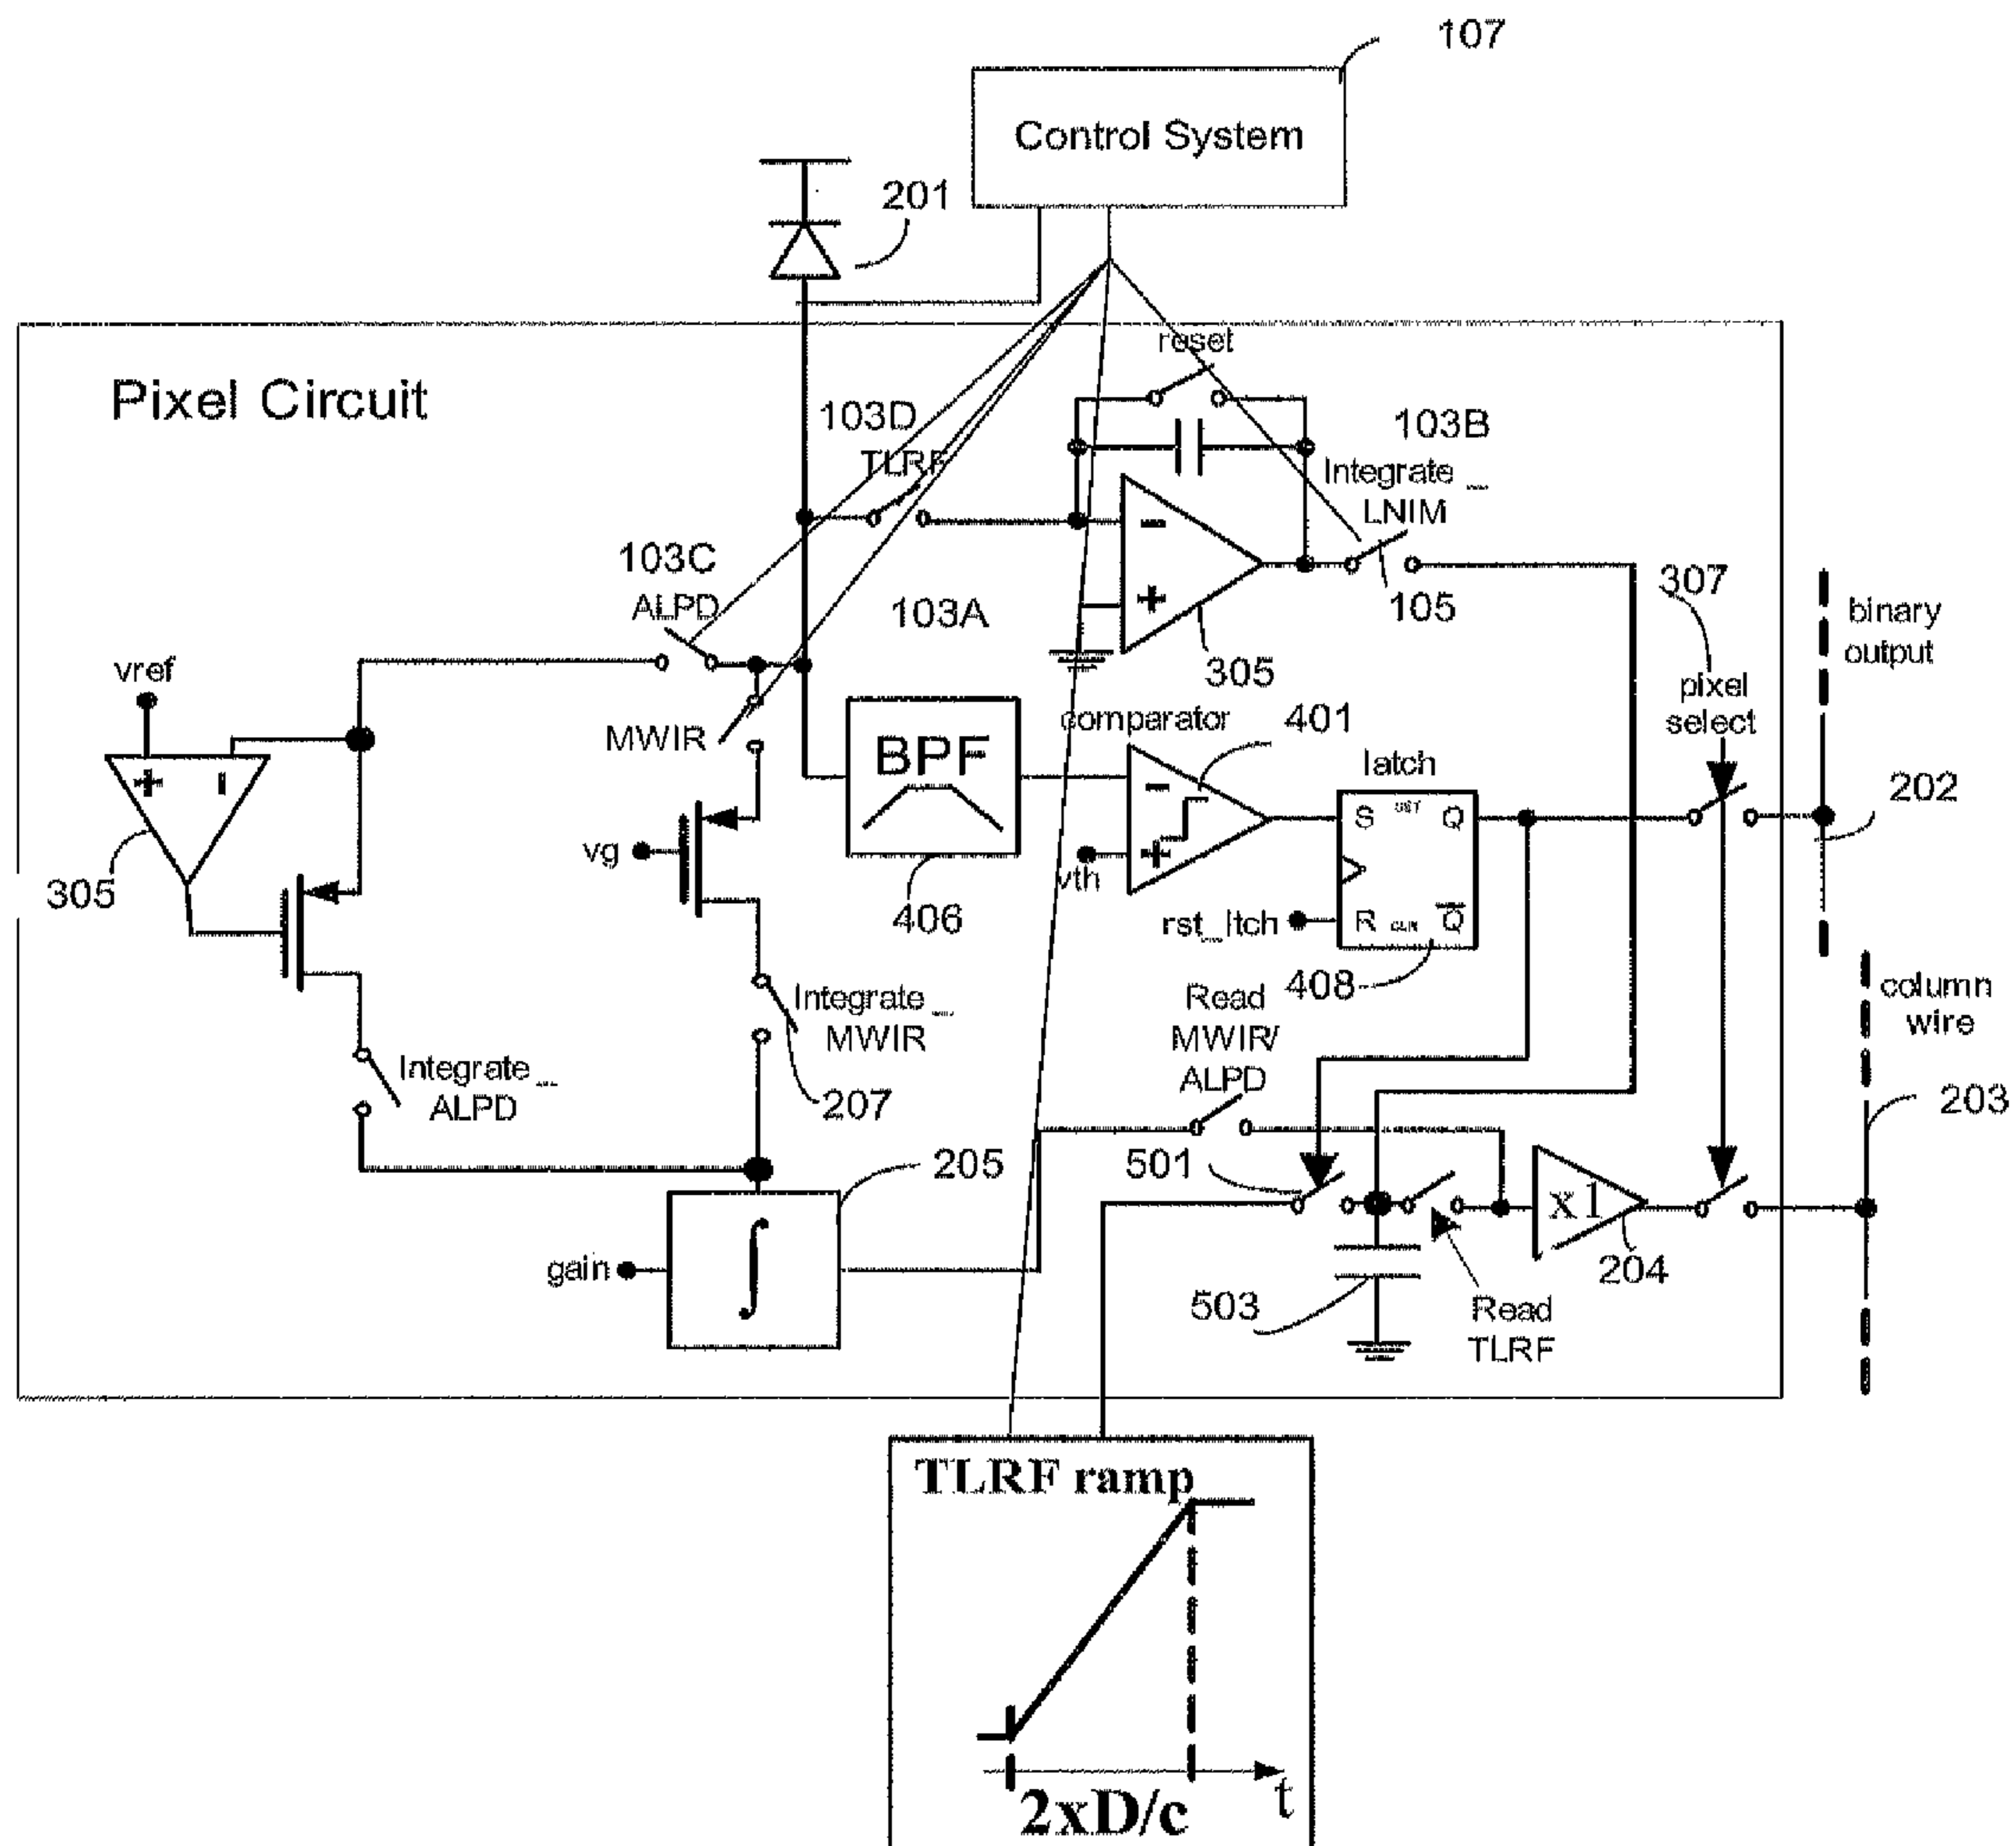 107
Control System
201
Pixel Circuit
reset
103D
TLRF
103B
Integrate_
LNIM
103C
ALPD
103A
105
305
307
pixel
select
binary
output
vref
+
-
MWIR
BPF
comparator
401
latch
202
305
vg
406
vth
S
SET
Q
rst_ltch
R
CLR
Q
408
Integrate_
MWIR
207
Integrate_
ALPD
Read
MWIR/
ALPD
column
wire
203
205
501
x1
204
gain
∫
503
Read
TLRF
TLRF ramp
t
2xD/c